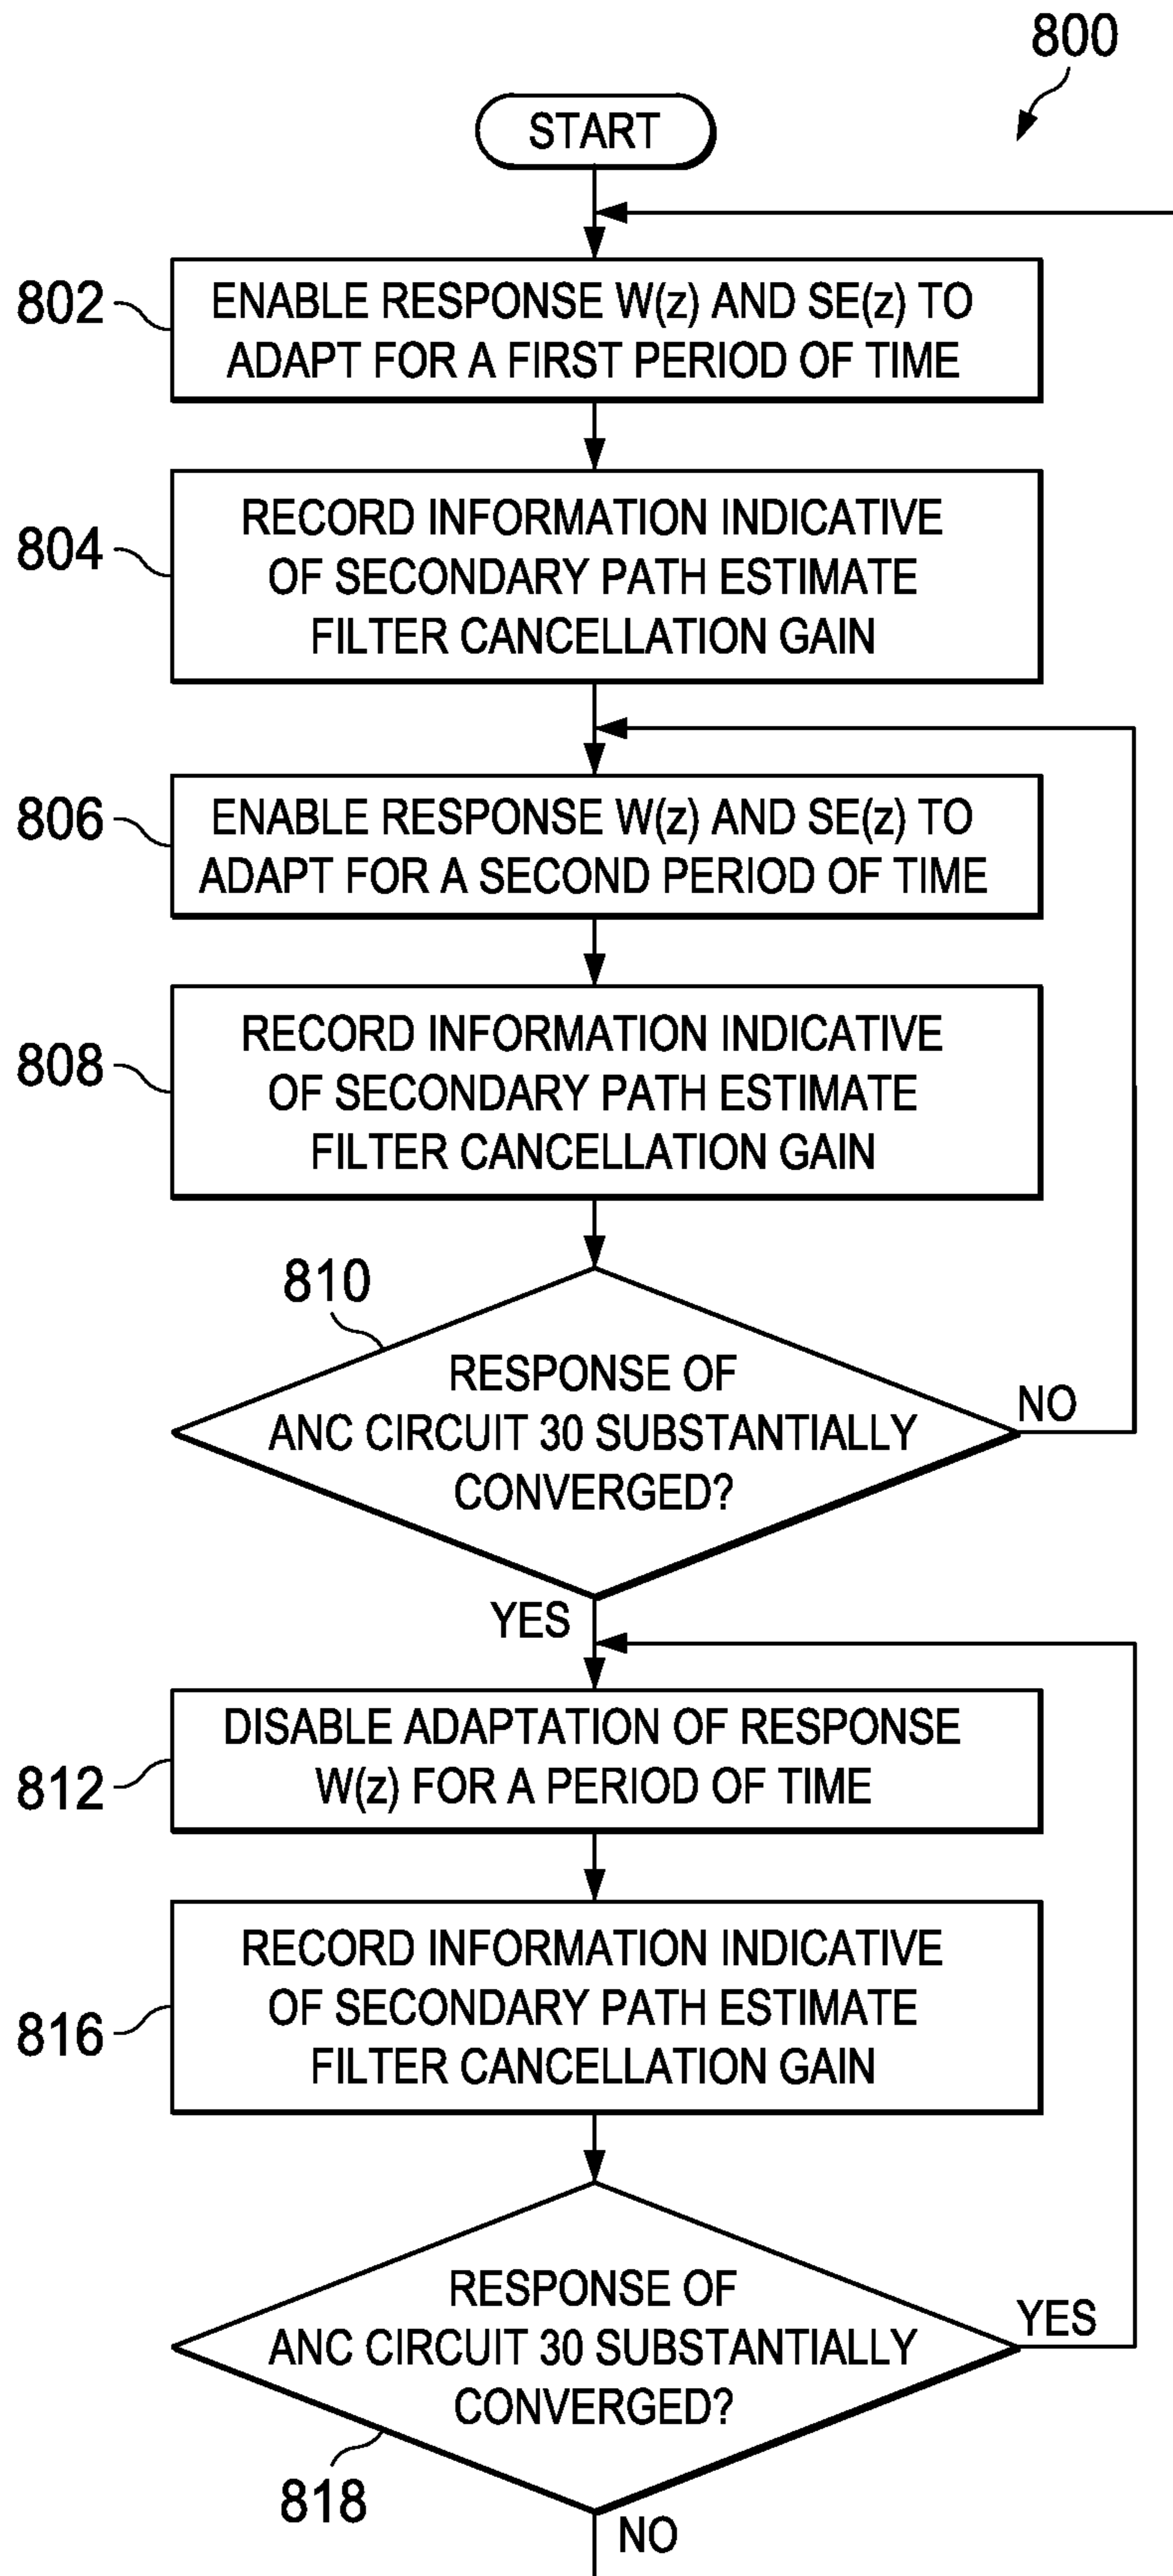 800
START
802
ENABLE RESPONSE W(z) AND SE(z) TO
ADAPT FOR A FIRST PERIOD OF TIME
804
RECORD INFORMATION INDICATIVE
OF SECONDARY PATH ESTIMATE
FILTER CANCELLATION GAIN
806
ENABLE RESPONSE W(z) AND SE(z) TO
ADAPT FOR A SECOND PERIOD OF TIME
808
RECORD INFORMATION INDICATIVE
OF SECONDARY PATH ESTIMATE
FILTER CANCELLATION GAIN
810
RESPONSE OF
ANC CIRCUIT 30 SUBSTANTIALLY
CONVERGED?
NO
YES
812
DISABLE ADAPTATION OF RESPONSE
W(z) FOR A PERIOD OF TIME
816
RECORD INFORMATION INDICATIVE
OF SECONDARY PATH ESTIMATE
FILTER CANCELLATION GAIN
RESPONSE OF
ANC CIRCUIT 30 SUBSTANTIALLY
CONVERGED?
YES
818
NO